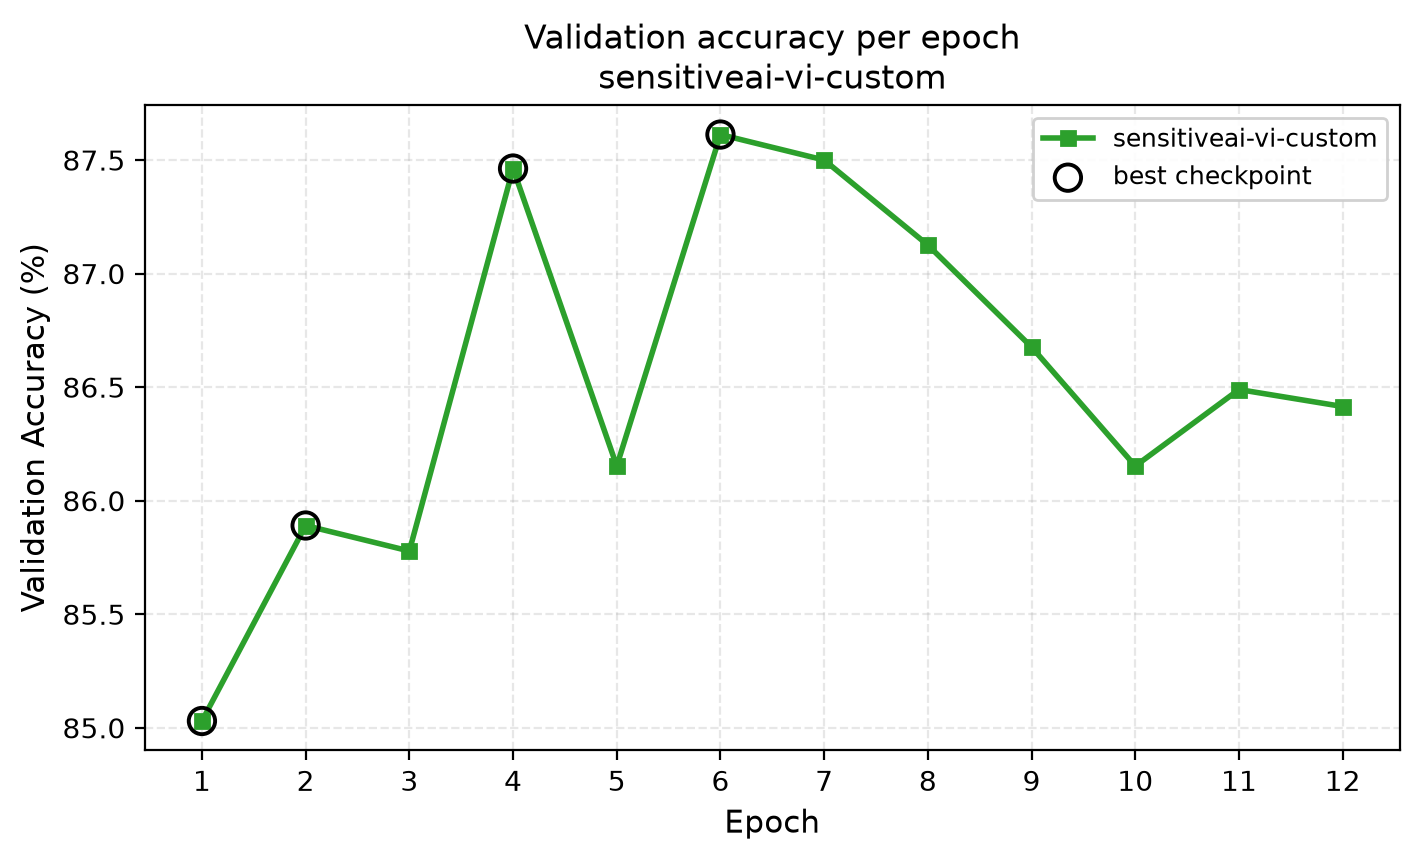 Validation accuracy per epoch
sensitiveai-vi-custom
sensitiveai-vi-custom
best checkpoint
Validation Accuracy (%)
87.5
87.0
86.5
86.0
85.5
85.0
1 2 3 4 5 6 7 8 9 10 11 12
Epoch